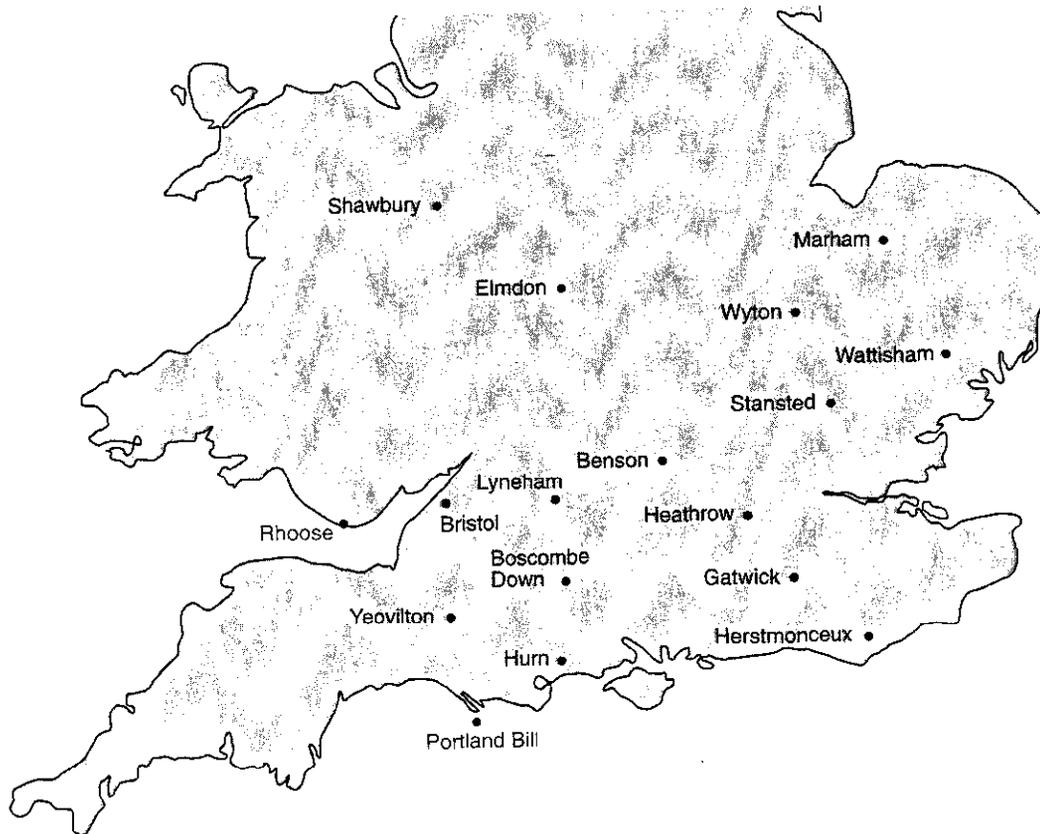 Shawbury
Marham
Elmdon
Wyton
Wattisham
Stansted
Benson
Lyneham
Heathrow
Bristol
Rhoose
Boscombe
Down
Gatwick
Yeovilton
Herstmonceux
Hurn
Portland Bill